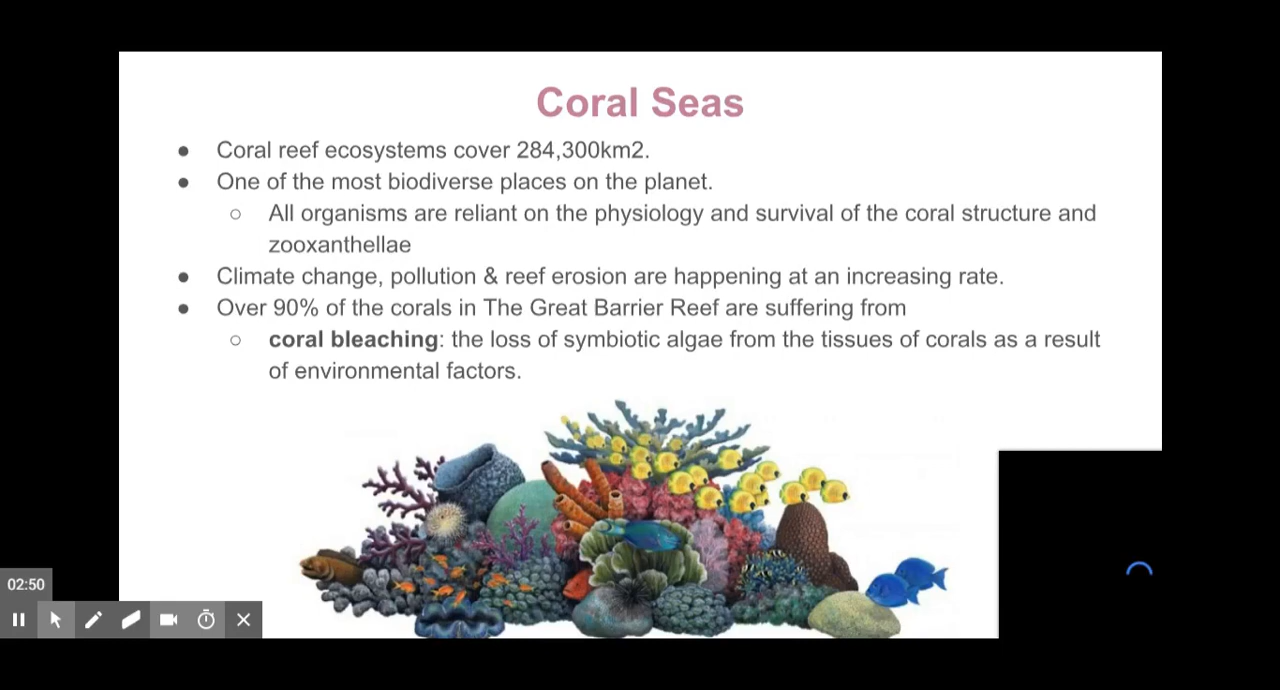 Coral Seas
● Coral reef ecosystems cover 284,300km2.
● One of the most biodiverse places on the planet.
○ All organisms are reliant on the physiology and survival of the coral structure and
zooxanthellae
● Climate change, pollution & reef erosion are happening at an increasing rate.
● Over 90% of the corals in The Great Barrier Reef are suffering from
○ coral bleaching: the loss of symbiotic algae from the tissues of corals as a result
of environmental factors.
02:50